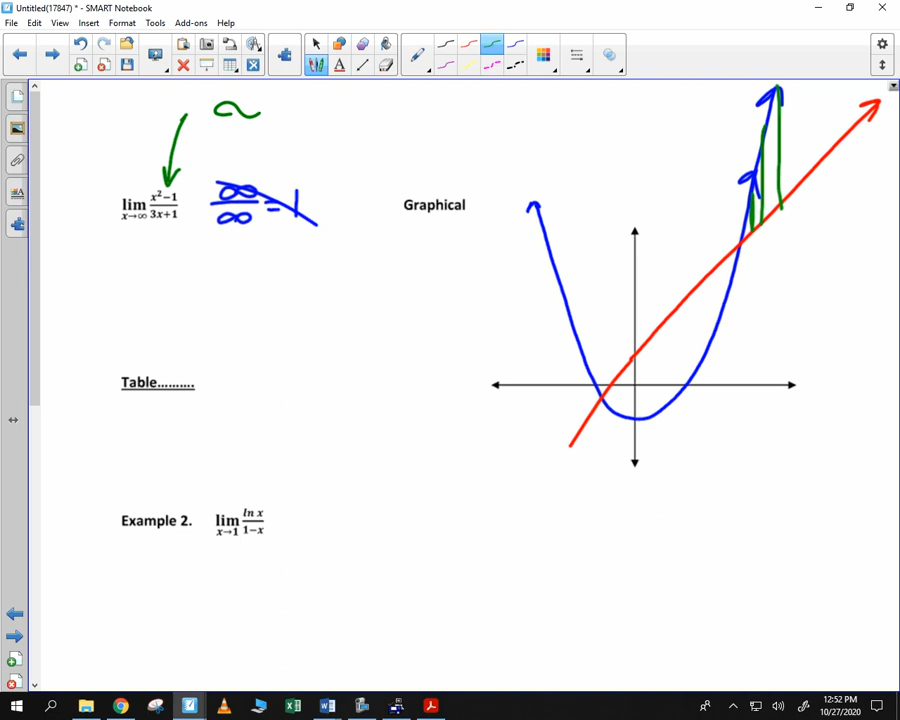 Untitled(17847) * - SMART Notebook
File Edit View Insert Format Tools Add-ons Help
lim x→∞ x²−1 / 3x+1
∞/∞ = 1
Graphical
Table..........
Example 2. lim x→1 ln x / 1−x
12:52 PM
10/27/2020